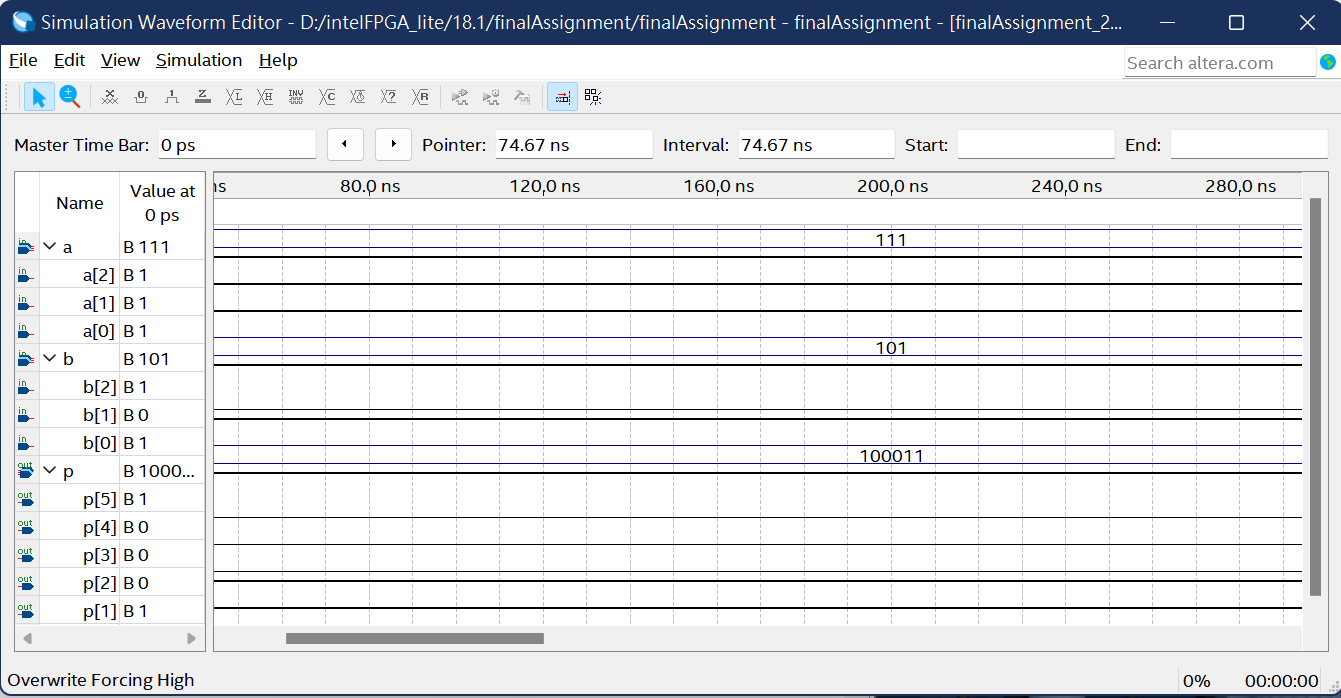 Simulation Waveform Editor - D:/intelFPGA_lite/18.1/finalAssignment/finalAssignment - finalAssignment - [finalAssignment_2...
File Edit View Simulation Help
Search altera.com
Master Time Bar: 0 ps Pointer: 74.67 ns Interval: 74.67 ns Start: End:
Name Value at 0 ps
ns 80.0 ns 120.0 ns 160.0 ns 200.0 ns 240.0 ns 280.0 ns
a B 111 111
a[2] B 1
a[1] B 1
a[0] B 1
b B 101 101
b[2] B 1
b[1] B 0
b[0] B 1
p B 1000... 100011
p[5] B 1
p[4] B 0
p[3] B 0
p[2] B 0
p[1] B 1
Overwrite Forcing High 0% 00:00:00